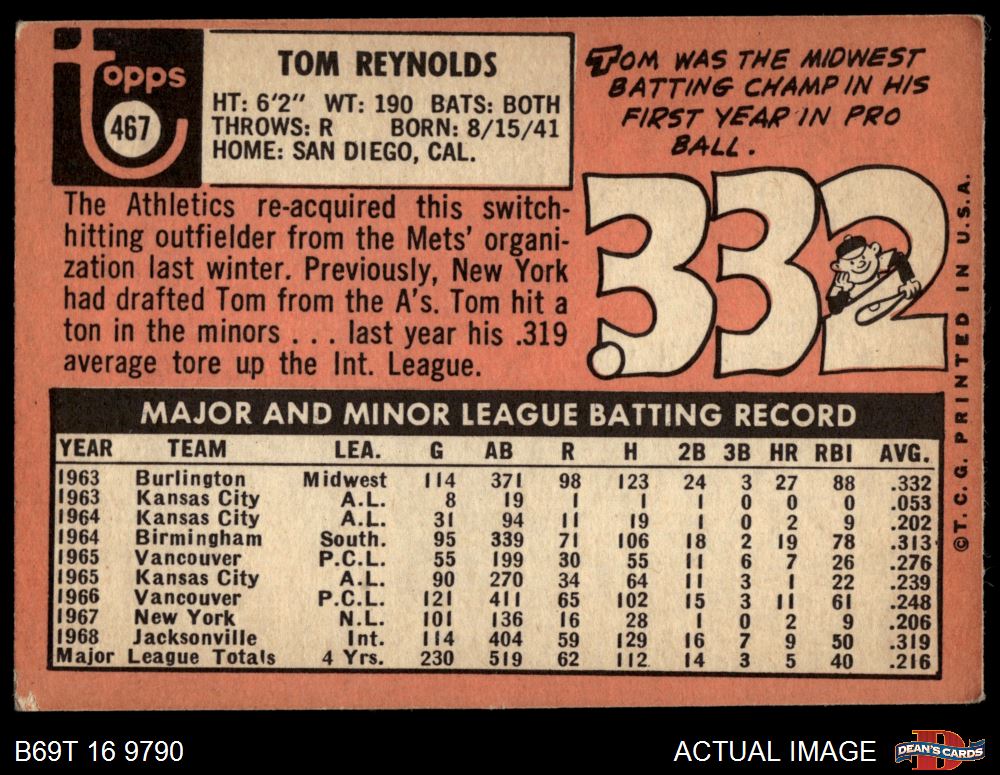 Topps
467
TOM REYNOLDS
HT: 6'2" WT: 190 BATS: BOTH
THROWS: R BORN: 8/15/41
HOME: SAN DIEGO, CAL.
TOM WAS THE MIDWEST
BATTING CHAMP IN HIS
FIRST YEAR IN PRO
BALL.
.332
The Athletics re-acquired this switch-
hitting outfielder from the Mets' organi-
zation last winter. Previously, New York
had drafted Tom from the A's. Tom hit a
ton in the minors . . . last year his .319
average tore up the Int. League.
MAJOR AND MINOR LEAGUE BATTING RECORD
YEAR TEAM LEA. G AB R H 2B 3B HR RBI AVG.
1963 Burlington Midwest 114 371 98 123 24 3 27 88 .332
1963 Kansas City A.L. 8 19 1 1 1 0 0 0 .053
1964 Kansas City A.L. 31 94 11 19 1 0 2 9 .202
1964 Birmingham South. 95 339 71 106 18 2 19 78 .313
1965 Vancouver P.C.L. 55 199 30 55 11 6 7 26 .276
1965 Kansas City A.L. 90 270 34 64 11 3 1 22 .239
1966 Vancouver P.C.L. 121 411 65 102 15 3 11 61 .248
1967 New York N.L. 101 136 16 28 1 0 2 9 .206
1968 Jacksonville Int. 114 404 59 129 16 7 9 50 .319
Major League Totals 4 Yrs. 230 519 62 112 14 3 5 40 .216
©T.C.G. PRINTED IN U.S.A.
B69T 16 9790
ACTUAL IMAGE
DEAN'S CARDS